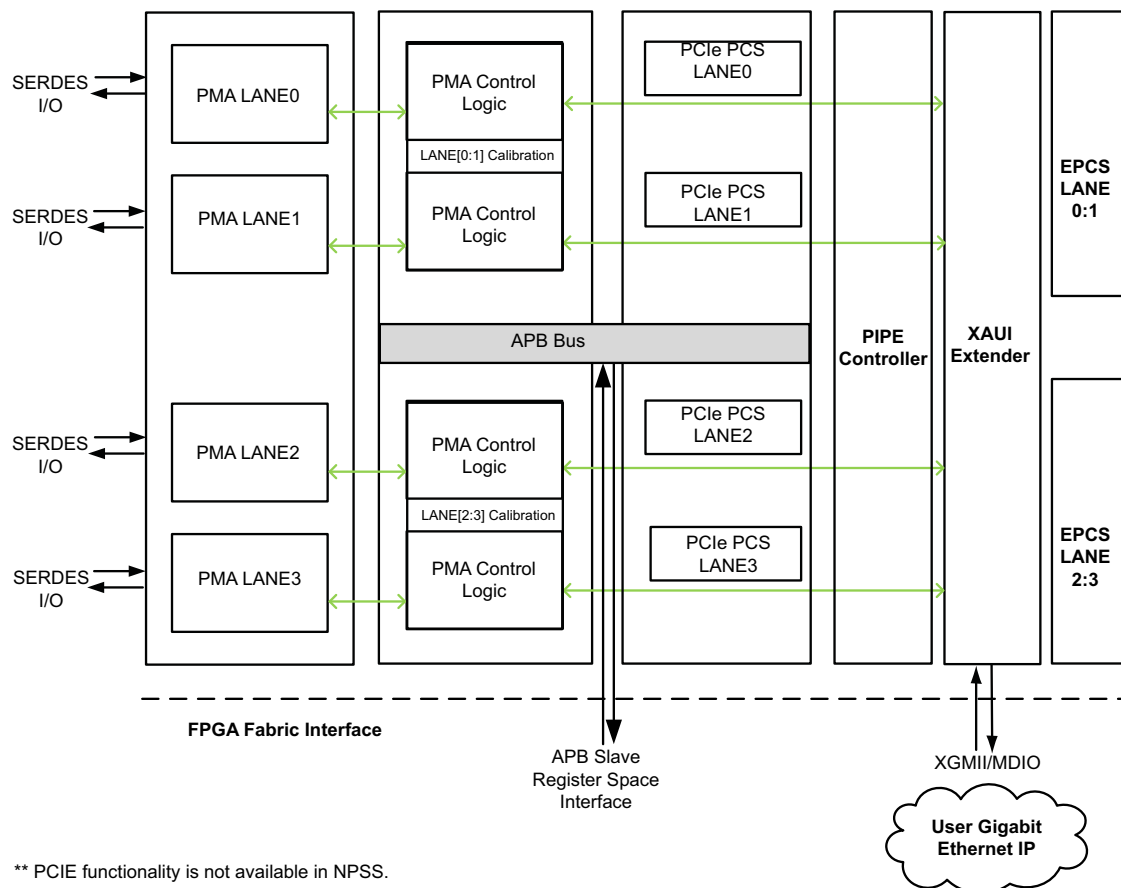 PCIe PCS
LANE0
SERDES
I/O
PMA LANE0
PMA Control
Logic
LANE[0:1] Calibration
EPCS
LANE
0:1
SERDES
I/O
PMA LANE1
PMA Control
Logic
PCIe PCS
LANE1
APB Bus
PIPE
Controller
XAUI
Extender
SERDES
I/O
PMA LANE2
PMA Control
Logic
PCIe PCS
LANE2
LANE[2:3] Calibration
EPCS
LANE
2:3
SERDES
I/O
PMA LANE3
PMA Control
Logic
PCIe PCS
LANE3
FPGA Fabric Interface
APB Slave
Register Space
Interface
XGMII/MDIO
User Gigabit
Ethernet IP
** PCIE functionality is not available in NPSS.